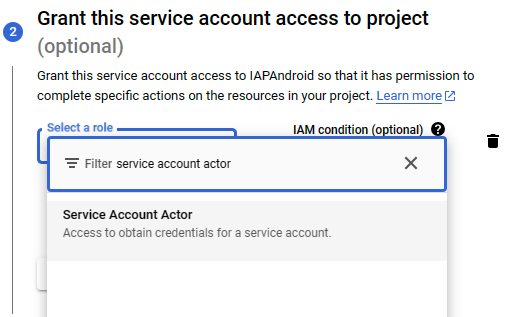 2
Grant this service account access to project
(optional)
Grant this service account access to IAPAndroid so that it has permission to
complete specific actions on the resources in your project. Learn more
Select a role
IAM condition (optional) ?
Filter service account actor
Service Account Actor
Access to obtain credentials for a service account.